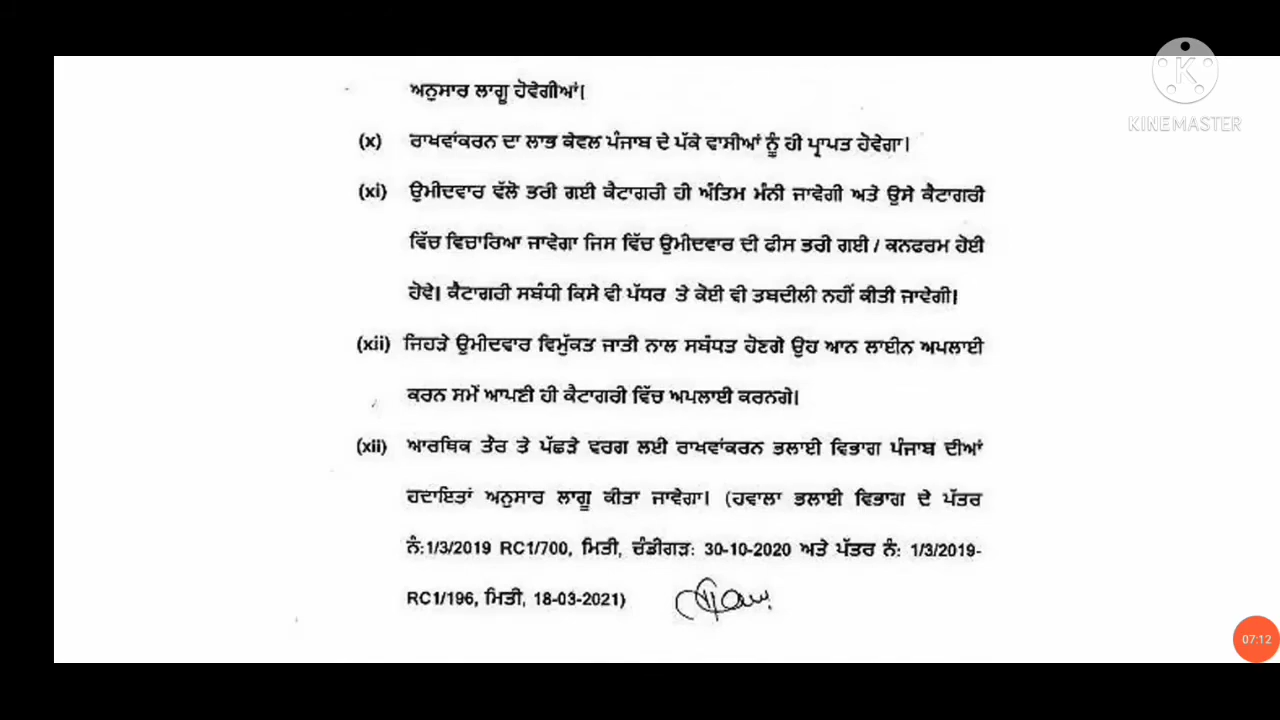 ਅਨੁਸਾਰ ਲਾਗੂ ਹੋਵੇਗੀਆਂ।
KINEMASTER
(x) ਰਾਖਵਾਂਕਰਨ ਦਾ ਲਾਭ ਕੇਵਲ ਪੰਜਾਬ ਦੇ ਪੱਕੇ ਵਾਸੀਆਂ ਨੂੰ ਹੀ ਪ੍ਰਾਪਤ ਹੋਵੇਗਾ।
(xi) ਉਮੀਦਵਾਰ ਵੱਲੋ ਭਰੀ ਗਈ ਕੈਟਾਗਰੀ ਹੀ ਅੰਤਿਮ ਮੰਨੀ ਜਾਵੇਗੀ ਅਤੇ ਉਸੇ ਕੈਟਾਗਰੀ
ਵਿੱਚ ਵਿਚਾਰਿਆ ਜਾਵੇਗਾ ਜਿਸ ਵਿੱਚ ਉਮੀਦਵਾਰ ਦੀ ਫੀਸ ਭਰੀ ਗਈ / ਕਨਫਰਮ ਹੋਈ
ਹੋਵੇ। ਕੈਟਾਗਰੀ ਸਬੰਧੀ ਕਿਸੇ ਵੀ ਪੱਧਰ ਤੇ ਕੋਈ ਵੀ ਤਬਦੀਲੀ ਨਹੀਂ ਕੀਤੀ ਜਾਵੇਗੀ।
(xii) ਜਿਹੜੇ ਉਮੀਦਵਾਰ ਵਿਮੁੱਕਤ ਜਾਤੀ ਨਾਲ ਸਬੰਧਤ ਹੋਣਗੇ ਉਹ ਆਨ ਲਾਈਨ ਅਪਲਾਈ
ਕਰਨ ਸਮੇਂ ਆਪਣੀ ਹੀ ਕੈਟਾਗਰੀ ਵਿੱਚ ਅਪਲਾਈ ਕਰਨਗੇ।
(xii) ਆਰਥਿਕ ਤੌਰ ਤੇ ਪੱਛੜੇ ਵਰਗ ਲਈ ਰਾਖਵਾਂਕਰਨ ਭਲਾਈ ਵਿਭਾਗ ਪੰਜਾਬ ਦੀਆਂ
ਹਦਾਇਤਾਂ ਅਨੁਸਾਰ ਲਾਗੂ ਕੀਤਾ ਜਾਵੇਗਾ। (ਹਵਾਲਾ ਭਲਾਈ ਵਿਭਾਗ ਦੇ ਪੱਤਰ
ਨੰ:1/3/2019 RC1/700, ਮਿਤੀ, ਚੰਡੀਗੜ: 30-10-2020 ਅਤੇ ਪੱਤਰ ਨੰ: 1/3/2019-
RC1/196, ਮਿਤੀ, 18-03-2021)
07:12